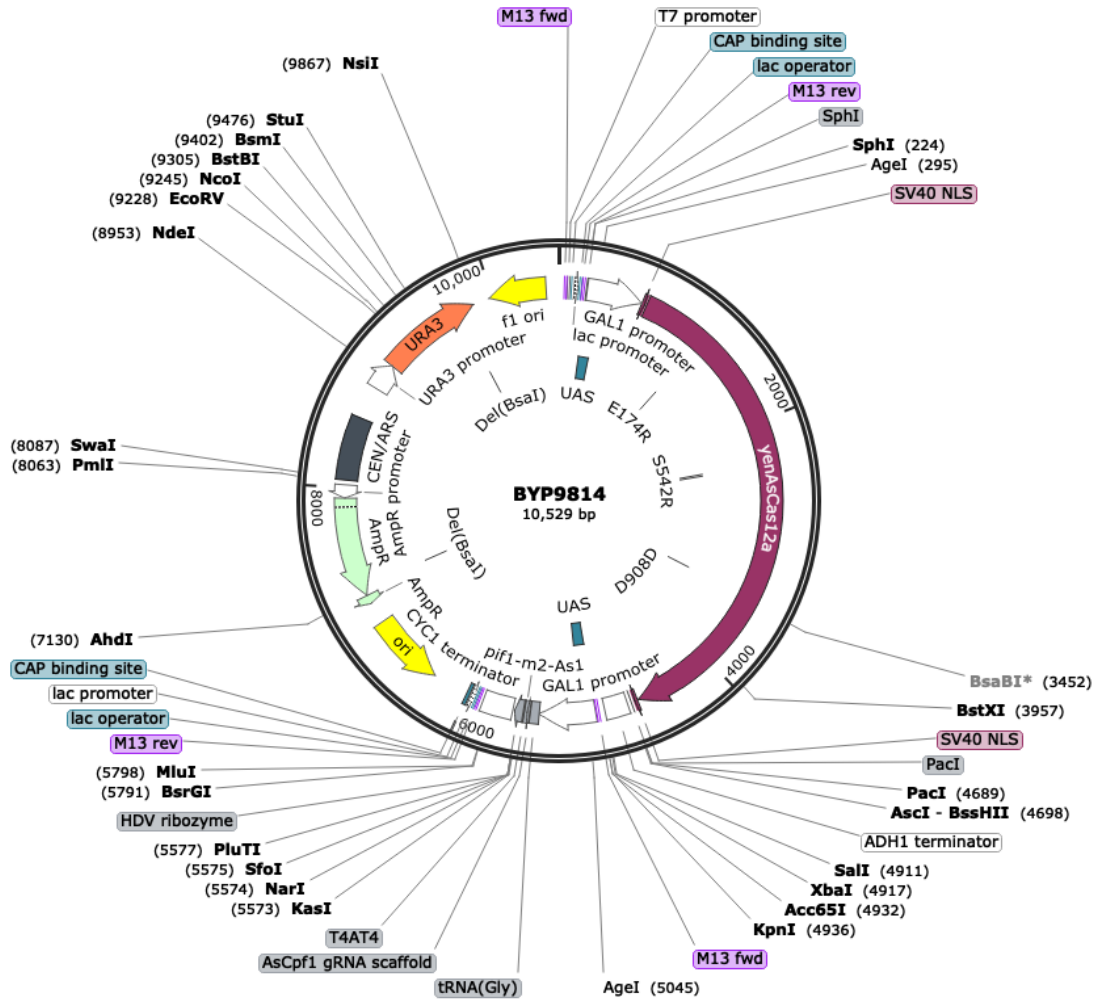 M13 fwd
T7 promoter
CAP binding site
lac operator
M13 rev
SphI
SphI (224)
AgeI (295)
SV40 NLS
(9867) NsiI
(9476) StuI
(9402) BsmI
(9305) BstBI
(9245) NcoI
(9228) EcoRV
(8953) NdeI
10,000
f1 ori
URA3
URA3 promoter
GAL1 promoter
lac promoter
Del(BsaI)
UAS
E174R
2000
CEN/ARS
S542R
yenAsCas12a
(8087) SwaI
(8063) PmlI
8000
AmpR promoter
AmpR
BYP9814
10,529 bp
Del(BsaI)
D908D
AmpR
UAS
CYC1 terminator
ori
pif1-m2-As1
GAL1 promoter
4000
6000
(7130) AhdI
CAP binding site
lac promoter
lac operator
M13 rev
(5798) MluI
(5791) BsrGI
HDV ribozyme
(5577) PluTI
(5575) SfoI
(5574) NarI
(5573) KasI
T4AT4
AsCpf1 gRNA scaffold
tRNA(Gly)
BsaBI* (3452)
BstXI (3957)
SV40 NLS
PacI
PacI (4689)
AscI - BssHII (4698)
ADH1 terminator
SalI (4911)
XbaI (4917)
Acc65I (4932)
KpnI (4936)
M13 fwd
AgeI (5045)